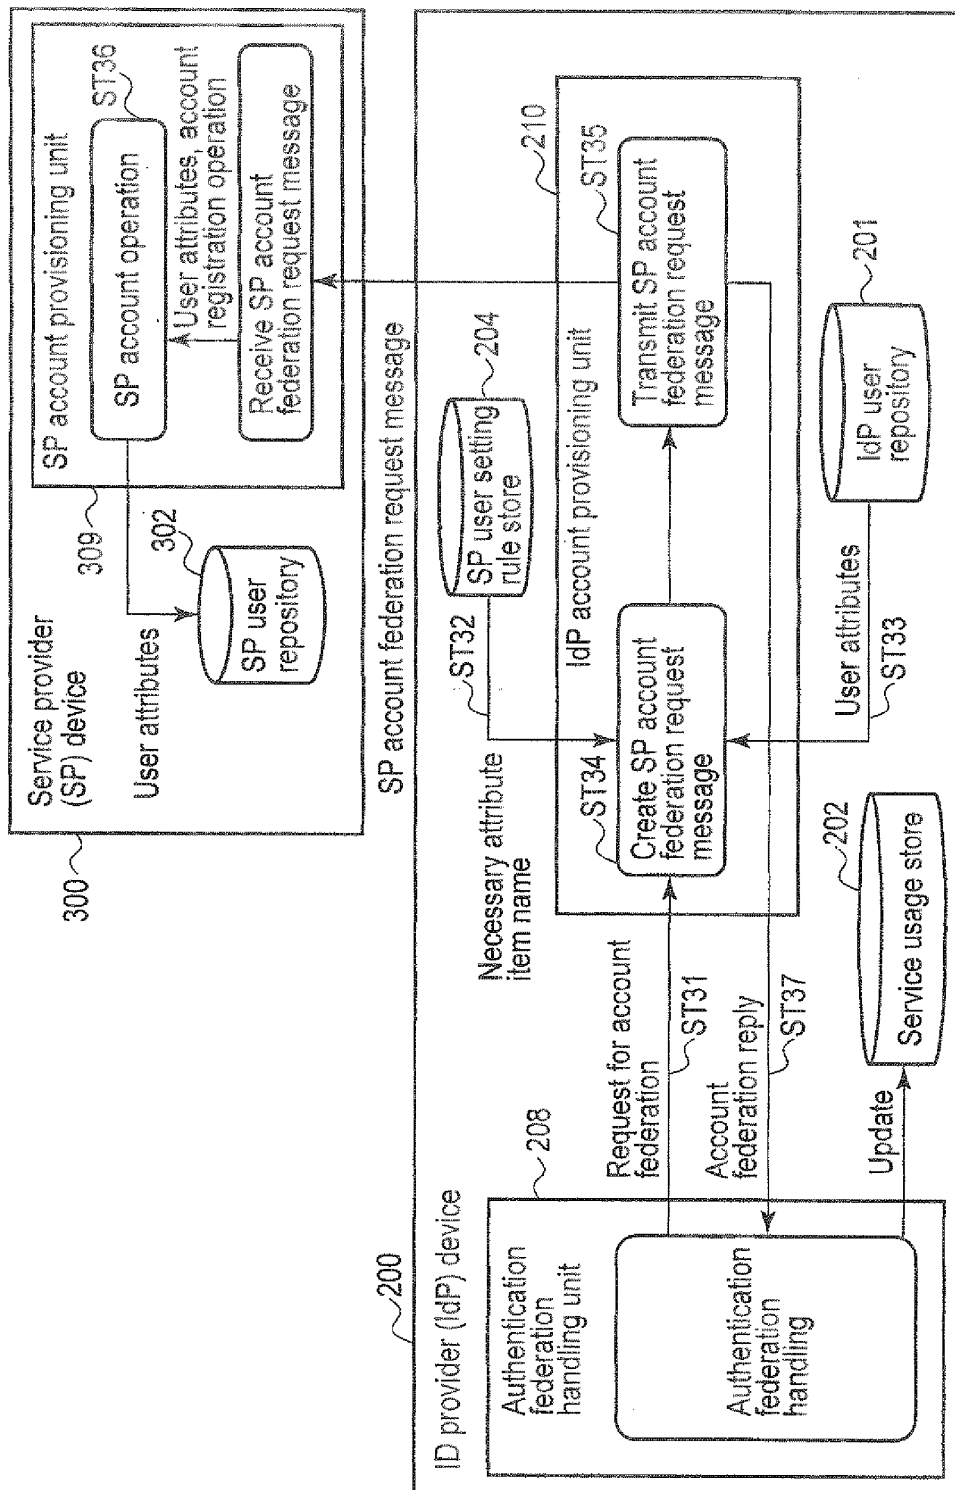 300
Service provider
(SP) device
309
SP account provisioning unit
SP account operation
ST36
User attributes, account
registration operation
Receive SP account
federation request message
User attributes
302
SP user
repository
SP account federation request message
200
ID provider (IdP) device
208
Authentication
federation
handling unit
Authentication
federation
handling
Request for account
federation
ST31
Account
federation reply
ST37
Update
202
Service usage store
Necessary attribute
item name
ST32
SP user setting
rule store
204
210
IdP account provisioning unit
ST34
Create SP account
federation request
message
Transmit SP account
federation request
message
ST35
User attributes
ST33
IdP user
repository
201